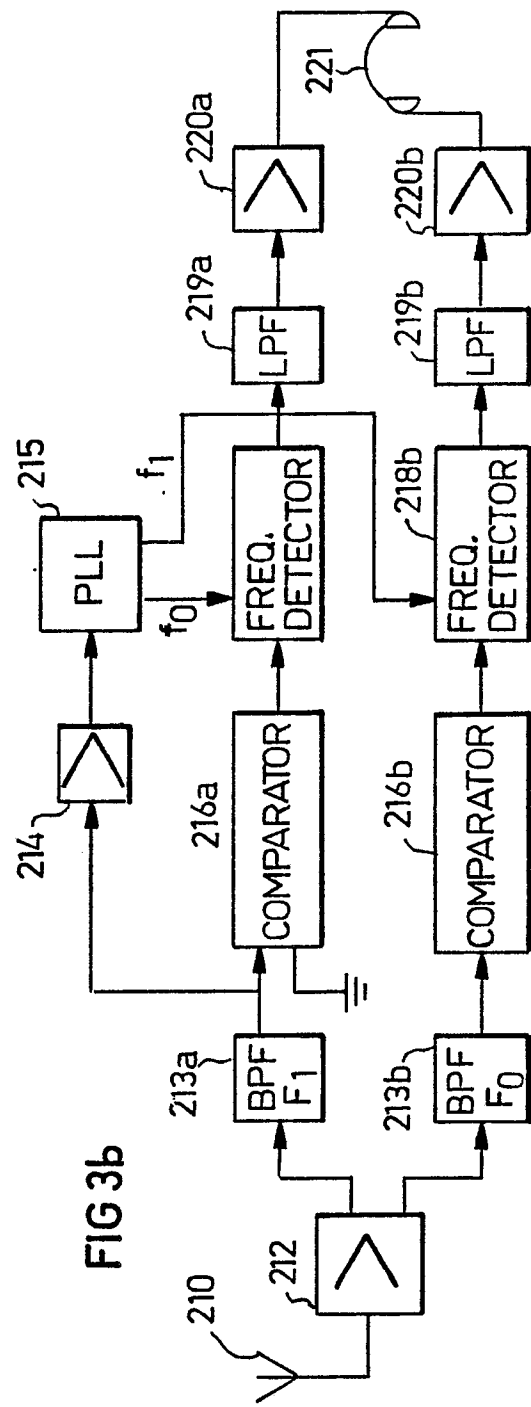 FIG 3b
210
212
213a
BPF
F1
213b
BPF
F0
214
215
PLL
f0
f1
216a
COMPARATOR
216b
COMPARATOR
FREQ.
DETECTOR
218b
FREQ.
DETECTOR
219a
LPF
219b
LPF
220a
220b
221